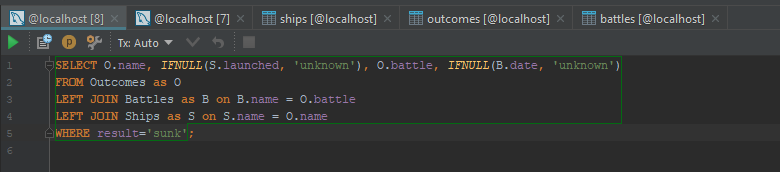 @localhost [8] @localhost [7] ships [@localhost] outcomes [@localhost] battles [@localhost]
Tx: Auto
1 SELECT O.name, IFNULL(S.launched, 'unknown'), O.battle, IFNULL(B.date, 'unknown')
2 FROM Outcomes as O
3 LEFT JOIN Battles as B on B.name = O.battle
4 LEFT JOIN Ships as S on S.name = O.name
5 WHERE result='sunk';
6